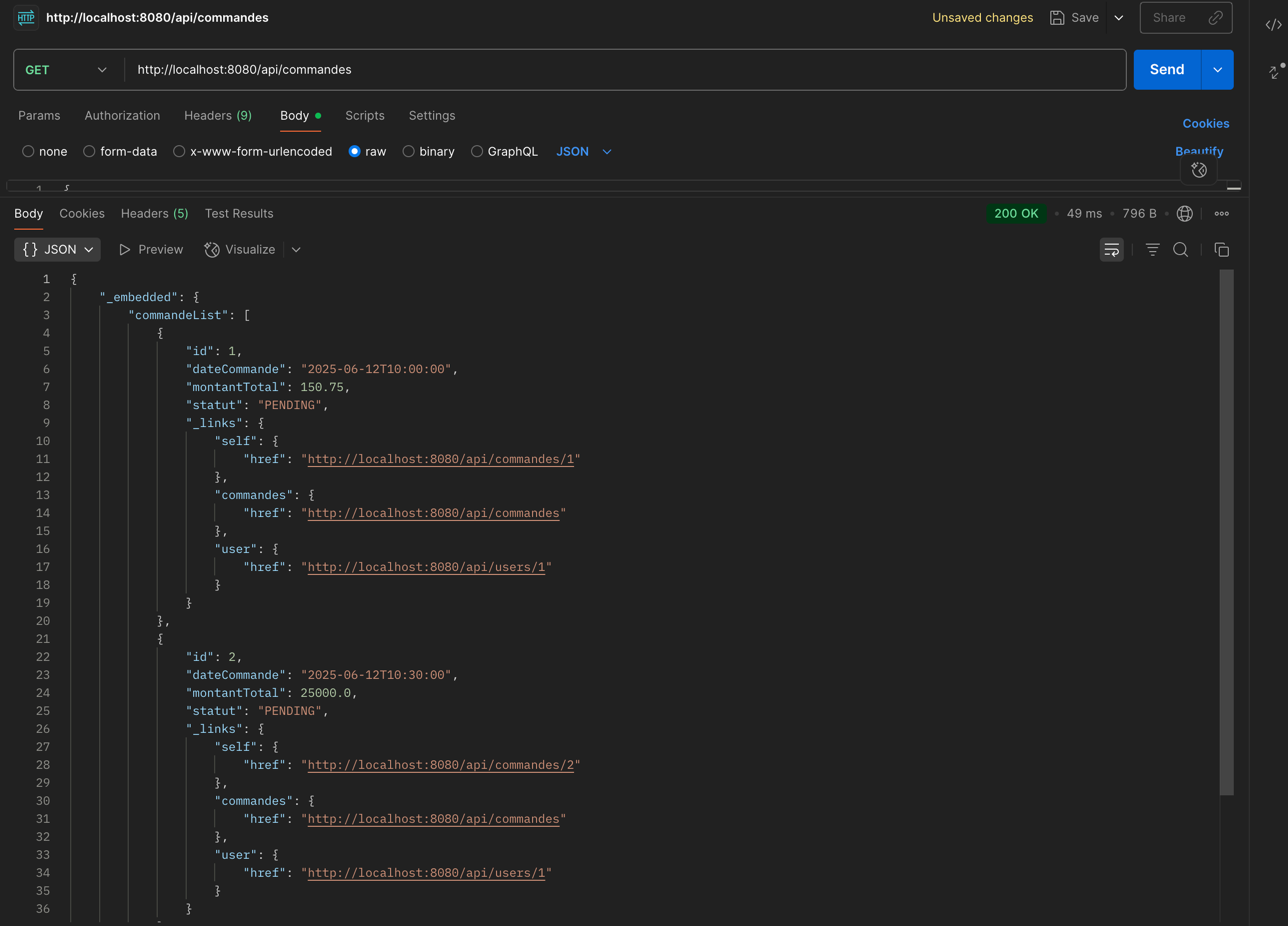 HTTP http://localhost:8080/api/commandes Unsaved changes Save Share
GET http://localhost:8080/api/commandes Send
Params Authorization Headers (9) Body Scripts Settings Cookies
none form-data x-www-form-urlencoded raw binary GraphQL JSON Beautify
1 {
Body Cookies Headers (5) Test Results 200 OK 49 ms 796 B
{} JSON Preview Visualize
1 {
2 "_embedded": {
3 "commandeList": [
4 {
5 "id": 1,
6 "dateCommande": "2025-06-12T10:00:00",
7 "montantTotal": 150.75,
8 "statut": "PENDING",
9 "_links": {
10 "self": {
11 "href": "http://localhost:8080/api/commandes/1"
12 },
13 "commandes": {
14 "href": "http://localhost:8080/api/commandes"
15 },
16 "user": {
17 "href": "http://localhost:8080/api/users/1"
18 }
19 }
20 },
21 {
22 "id": 2,
23 "dateCommande": "2025-06-12T10:30:00",
24 "montantTotal": 25000.0,
25 "statut": "PENDING",
26 "_links": {
27 "self": {
28 "href": "http://localhost:8080/api/commandes/2"
29 },
30 "commandes": {
31 "href": "http://localhost:8080/api/commandes"
32 },
33 "user": {
34 "href": "http://localhost:8080/api/users/1"
35 }
36 }